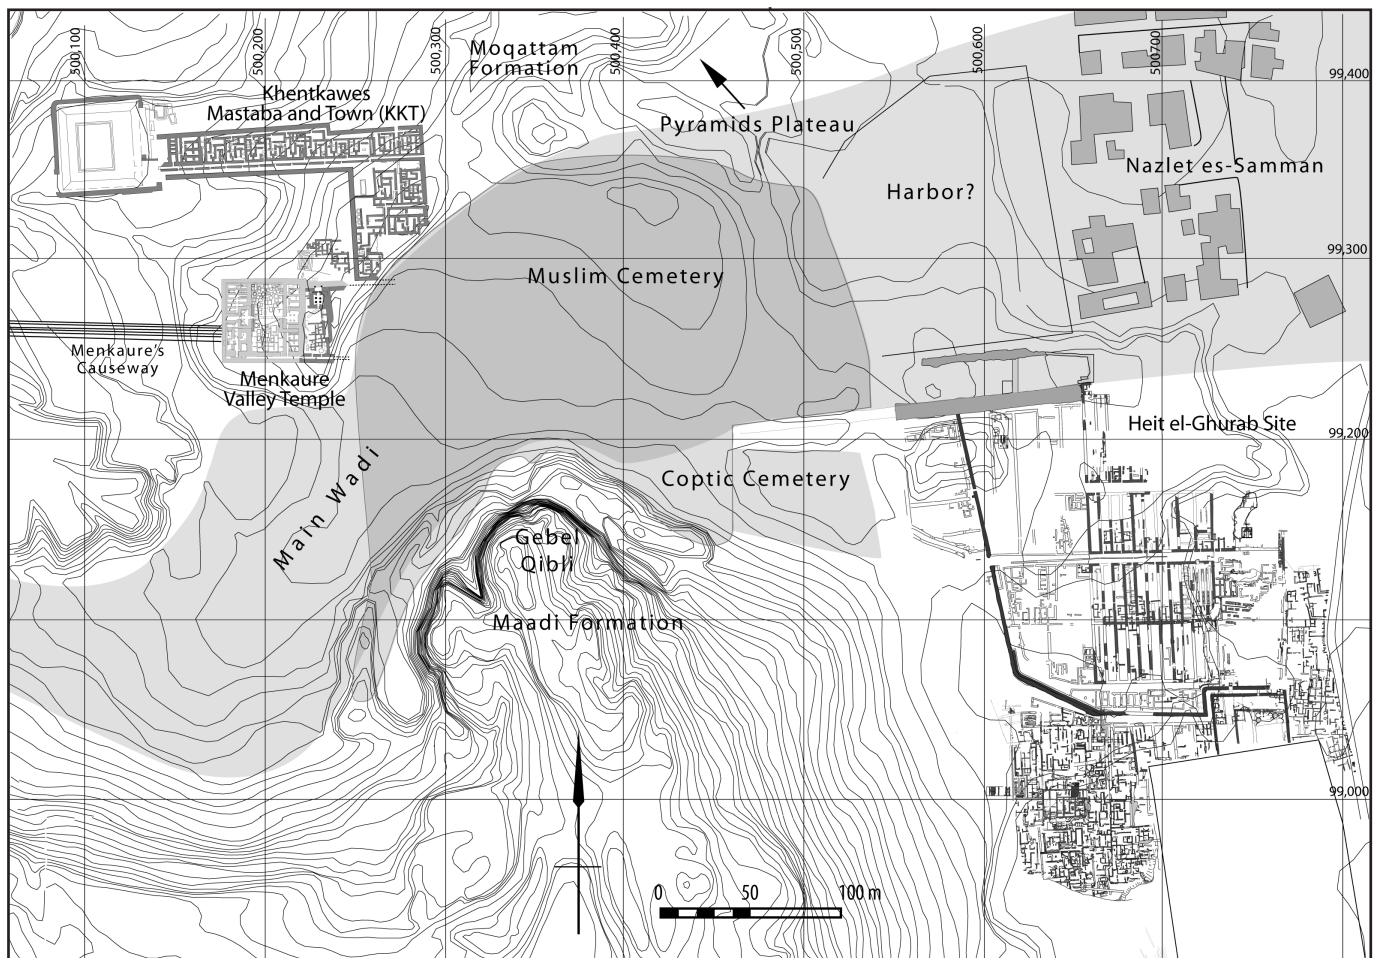 500,100
500,200
500,300
500,400
500,500
500,600
500,700
Moqattam
Formation
99,400
Khentkawes
Mastaba and Town (KKT)
Pyramids Plateau
Nazlet es-Samman
Harbor?
99,300
Muslim Cemetery
Menkaure's
Causeway
Menkaure
Valley Temple
Heit el-Ghurab Site
99,200
Main Wadi
Coptic Cemetery
Gebel
Qibli
Maadi Formation
99,000
0 50 100 m